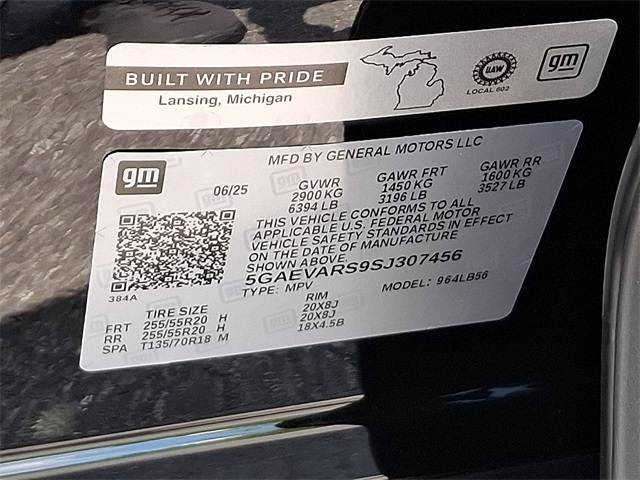 BUILT WITH PRIDE
Lansing, Michigan
UAW
LOCAL 602
gm
gm
MFD BY GENERAL MOTORS LLC
06/25
GVWR
2900 KG
6394 LB
GAWR FRT
1450 KG
3196 LB
GAWR RR
1600 KG
3527 LB
THIS VEHICLE CONFORMS TO ALL
APPLICABLE U.S. FEDERAL MOTOR
VEHICLE SAFETY STANDARDS IN EFFECT
ON THE DATE OF MANUFACTURE
SHOWN ABOVE.
5GAEVARS9SJ307456
TYPE: MPV MODEL: 964LB56
384A
TIRE SIZE RIM
FRT 255/55R20 H 20X8J
RR 255/55R20 H 20X8J
SPA T135/70R18 M 18X4.5B